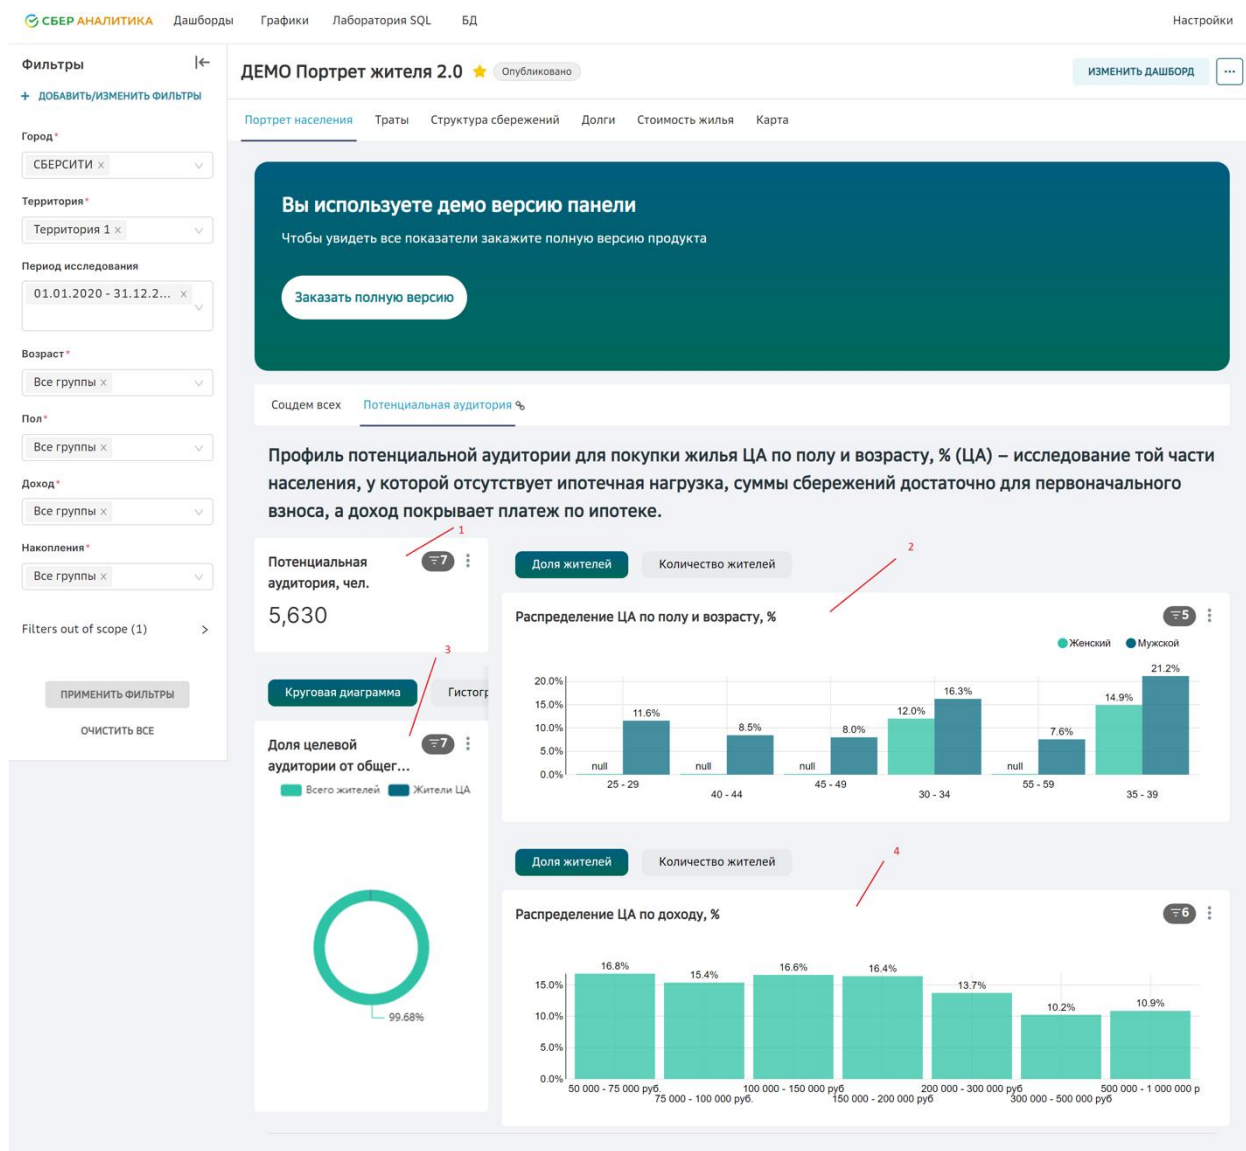 СБЕР АНАЛИТИКА Дашборды Графики Лаборатория SQL БД Настройки
Фильтры
+ ДОБАВИТЬ/ИЗМЕНИТЬ ФИЛЬТРЫ
Город*
СБЕРСИТИ ×
Территория*
Территория 1 ×
Период исследования
01.01.2020 - 31.12.2... ×
Возраст*
Все группы ×
Пол*
Все группы ×
Доход*
Все группы ×
Накопления*
Все группы ×
Filters out of scope (1)
ПРИМЕНИТЬ ФИЛЬТРЫ
ОЧИСТИТЬ ВСЕ
ДЕМО Портрет жителя 2.0 Опубликовано ИЗМЕНИТЬ ДАШБОРД ...
Портрет населения Траты Структура сбережений Долги Стоимость жилья Карта
Вы используете демо версию панели
Чтобы увидеть все показатели закажите полную версию продукта
Заказать полную версию
Соцдем всех Потенциальная аудитория
Профиль потенциальной аудитории для покупки жилья ЦА по полу и возрасту, % (ЦА) – исследование той части
населения, у которой отсутствует ипотечная нагрузка, суммы сбережений достаточно для первоначального
взноса, а доход покрывает платеж по ипотеке.
1
Потенциальная 7
аудитория, чел.
5,630
3
Круговая диаграмма Гистогр
Доля целевой 7
аудитории от общег...
Всего жителей Жители ЦА
99.68%
2
Доля жителей Количество жителей
Распределение ЦА по полу и возрасту, % 5
Женский Мужской
20.0%
15.0%
10.0%
5.0%
0.0%
null 11.6% null 8.5% null 8.0% 12.0% 16.3% null 7.6% 14.9% 21.2%
25 - 29 40 - 44 45 - 49 30 - 34 55 - 59 35 - 39
4
Доля жителей Количество жителей
Распределение ЦА по доходу, % 6
15.0%
10.0%
5.0%
0.0%
16.8% 15.4% 16.6% 16.4% 13.7% 10.2% 10.9%
50 000 - 75 000 руб. 100 000 - 150 000 руб 200 000 - 300 000 руб 500 000 - 1 000 000 р
75 000 - 100 000 руб. 150 000 - 200 000 руб 300 000 - 500 000 руб